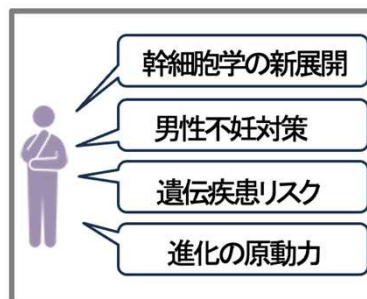 幹細胞学の新展開
男性不妊対策
遺伝疾患リスク
進化の原動力